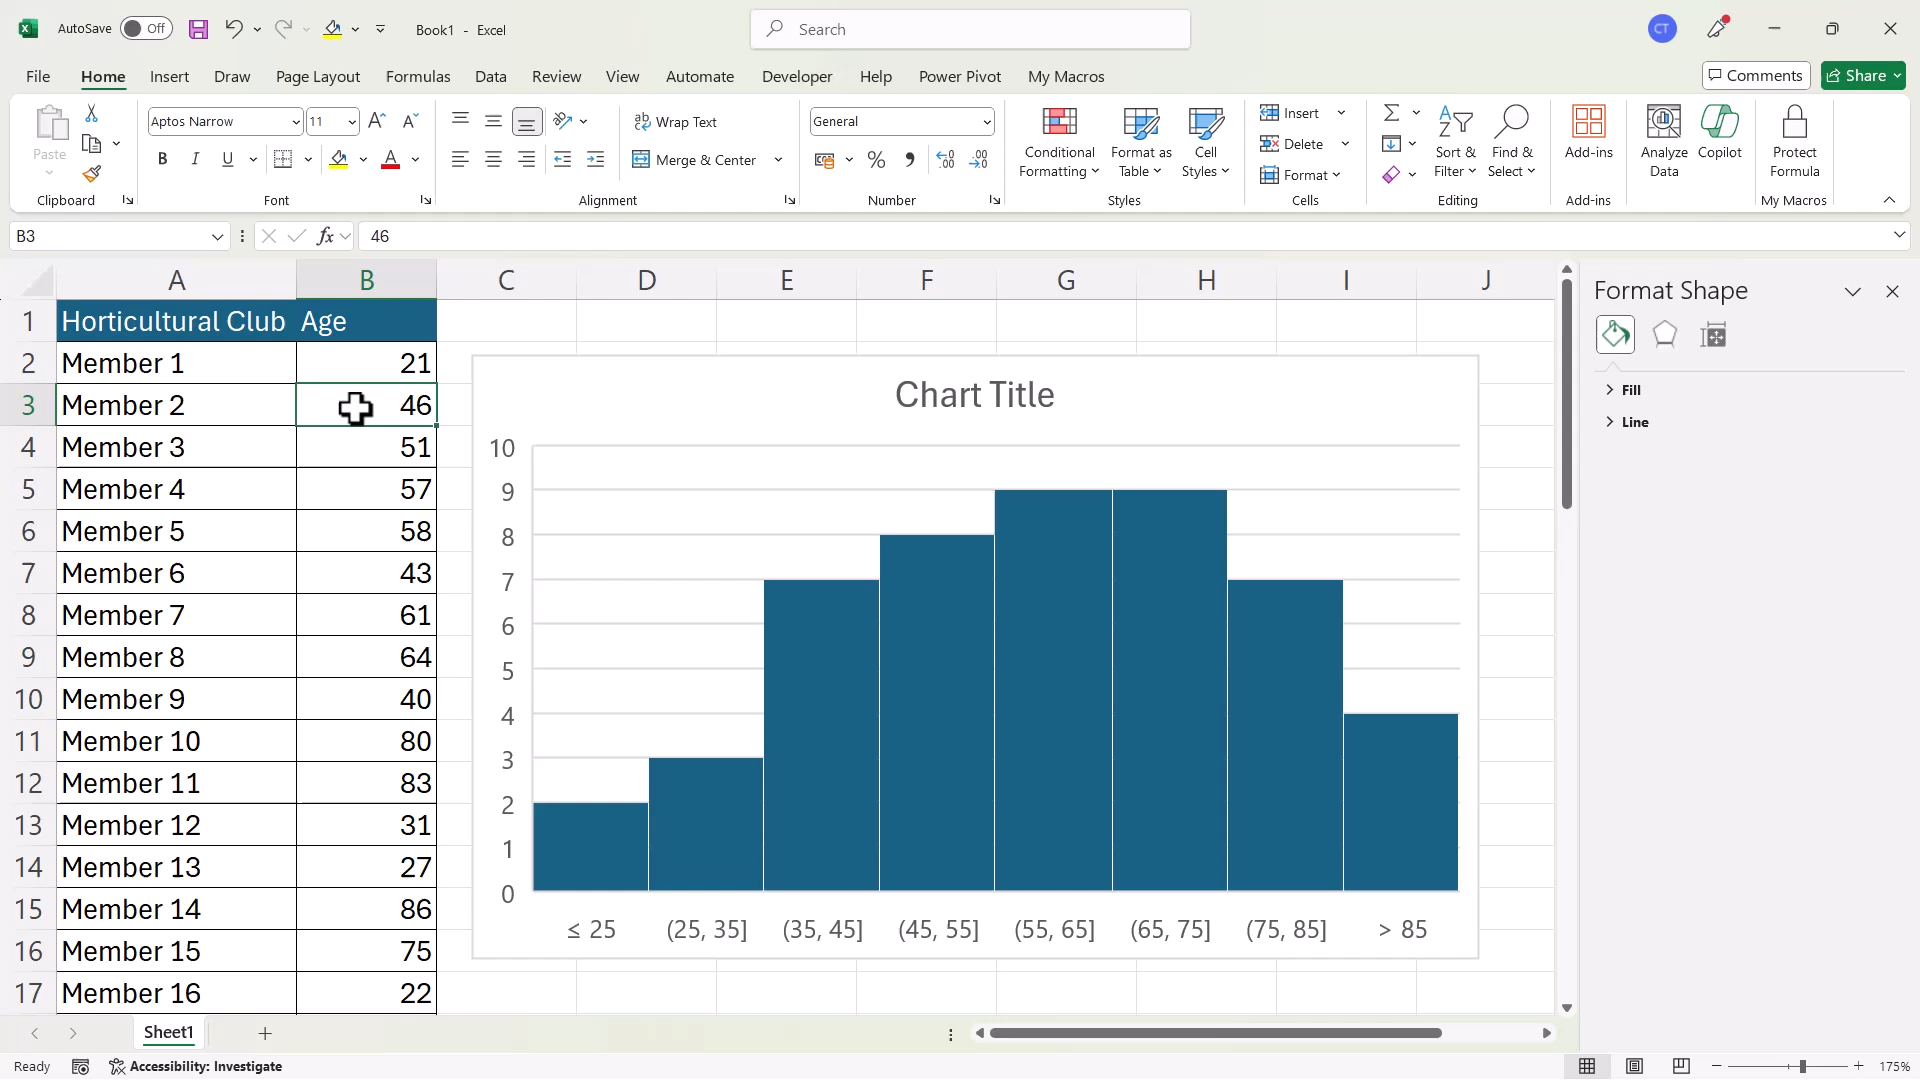 AutoSave Off Book1 - Excel Search CT
File Home Insert Draw Page Layout Formulas Data Review View Automate Developer Help Power Pivot My Macros Comments Share
Paste
Clipboard
Aptos Narrow 11
B I U A
Font
Wrap Text
Merge & Center
Alignment
General
% 9 .00
Number
Conditional Formatting
Format as Table
Cell Styles
Styles
Insert
Delete
Format
Cells
Sort & Filter
Find & Select
Editing
Add-ins
Add-ins
Analyze Data
Copilot
Protect Formula
My Macros
B3 fx 46
A B C D E F G H I J
1 Horticultural Club Age
2 Member 1 21
3 Member 2 46
4 Member 3 51
5 Member 4 57
6 Member 5 58
7 Member 6 43
8 Member 7 61
9 Member 8 64
10 Member 9 40
11 Member 10 80
12 Member 11 83
13 Member 12 31
14 Member 13 27
15 Member 14 86
16 Member 15 75
17 Member 16 22
Chart Title
10
9
8
7
6
5
4
3
2
1
0
≤ 25 (25, 35] (35, 45] (45, 55] (55, 65] (65, 75] (75, 85] > 85
Format Shape
Fill
Line
Sheet1
Ready Accessibility: Investigate 175%